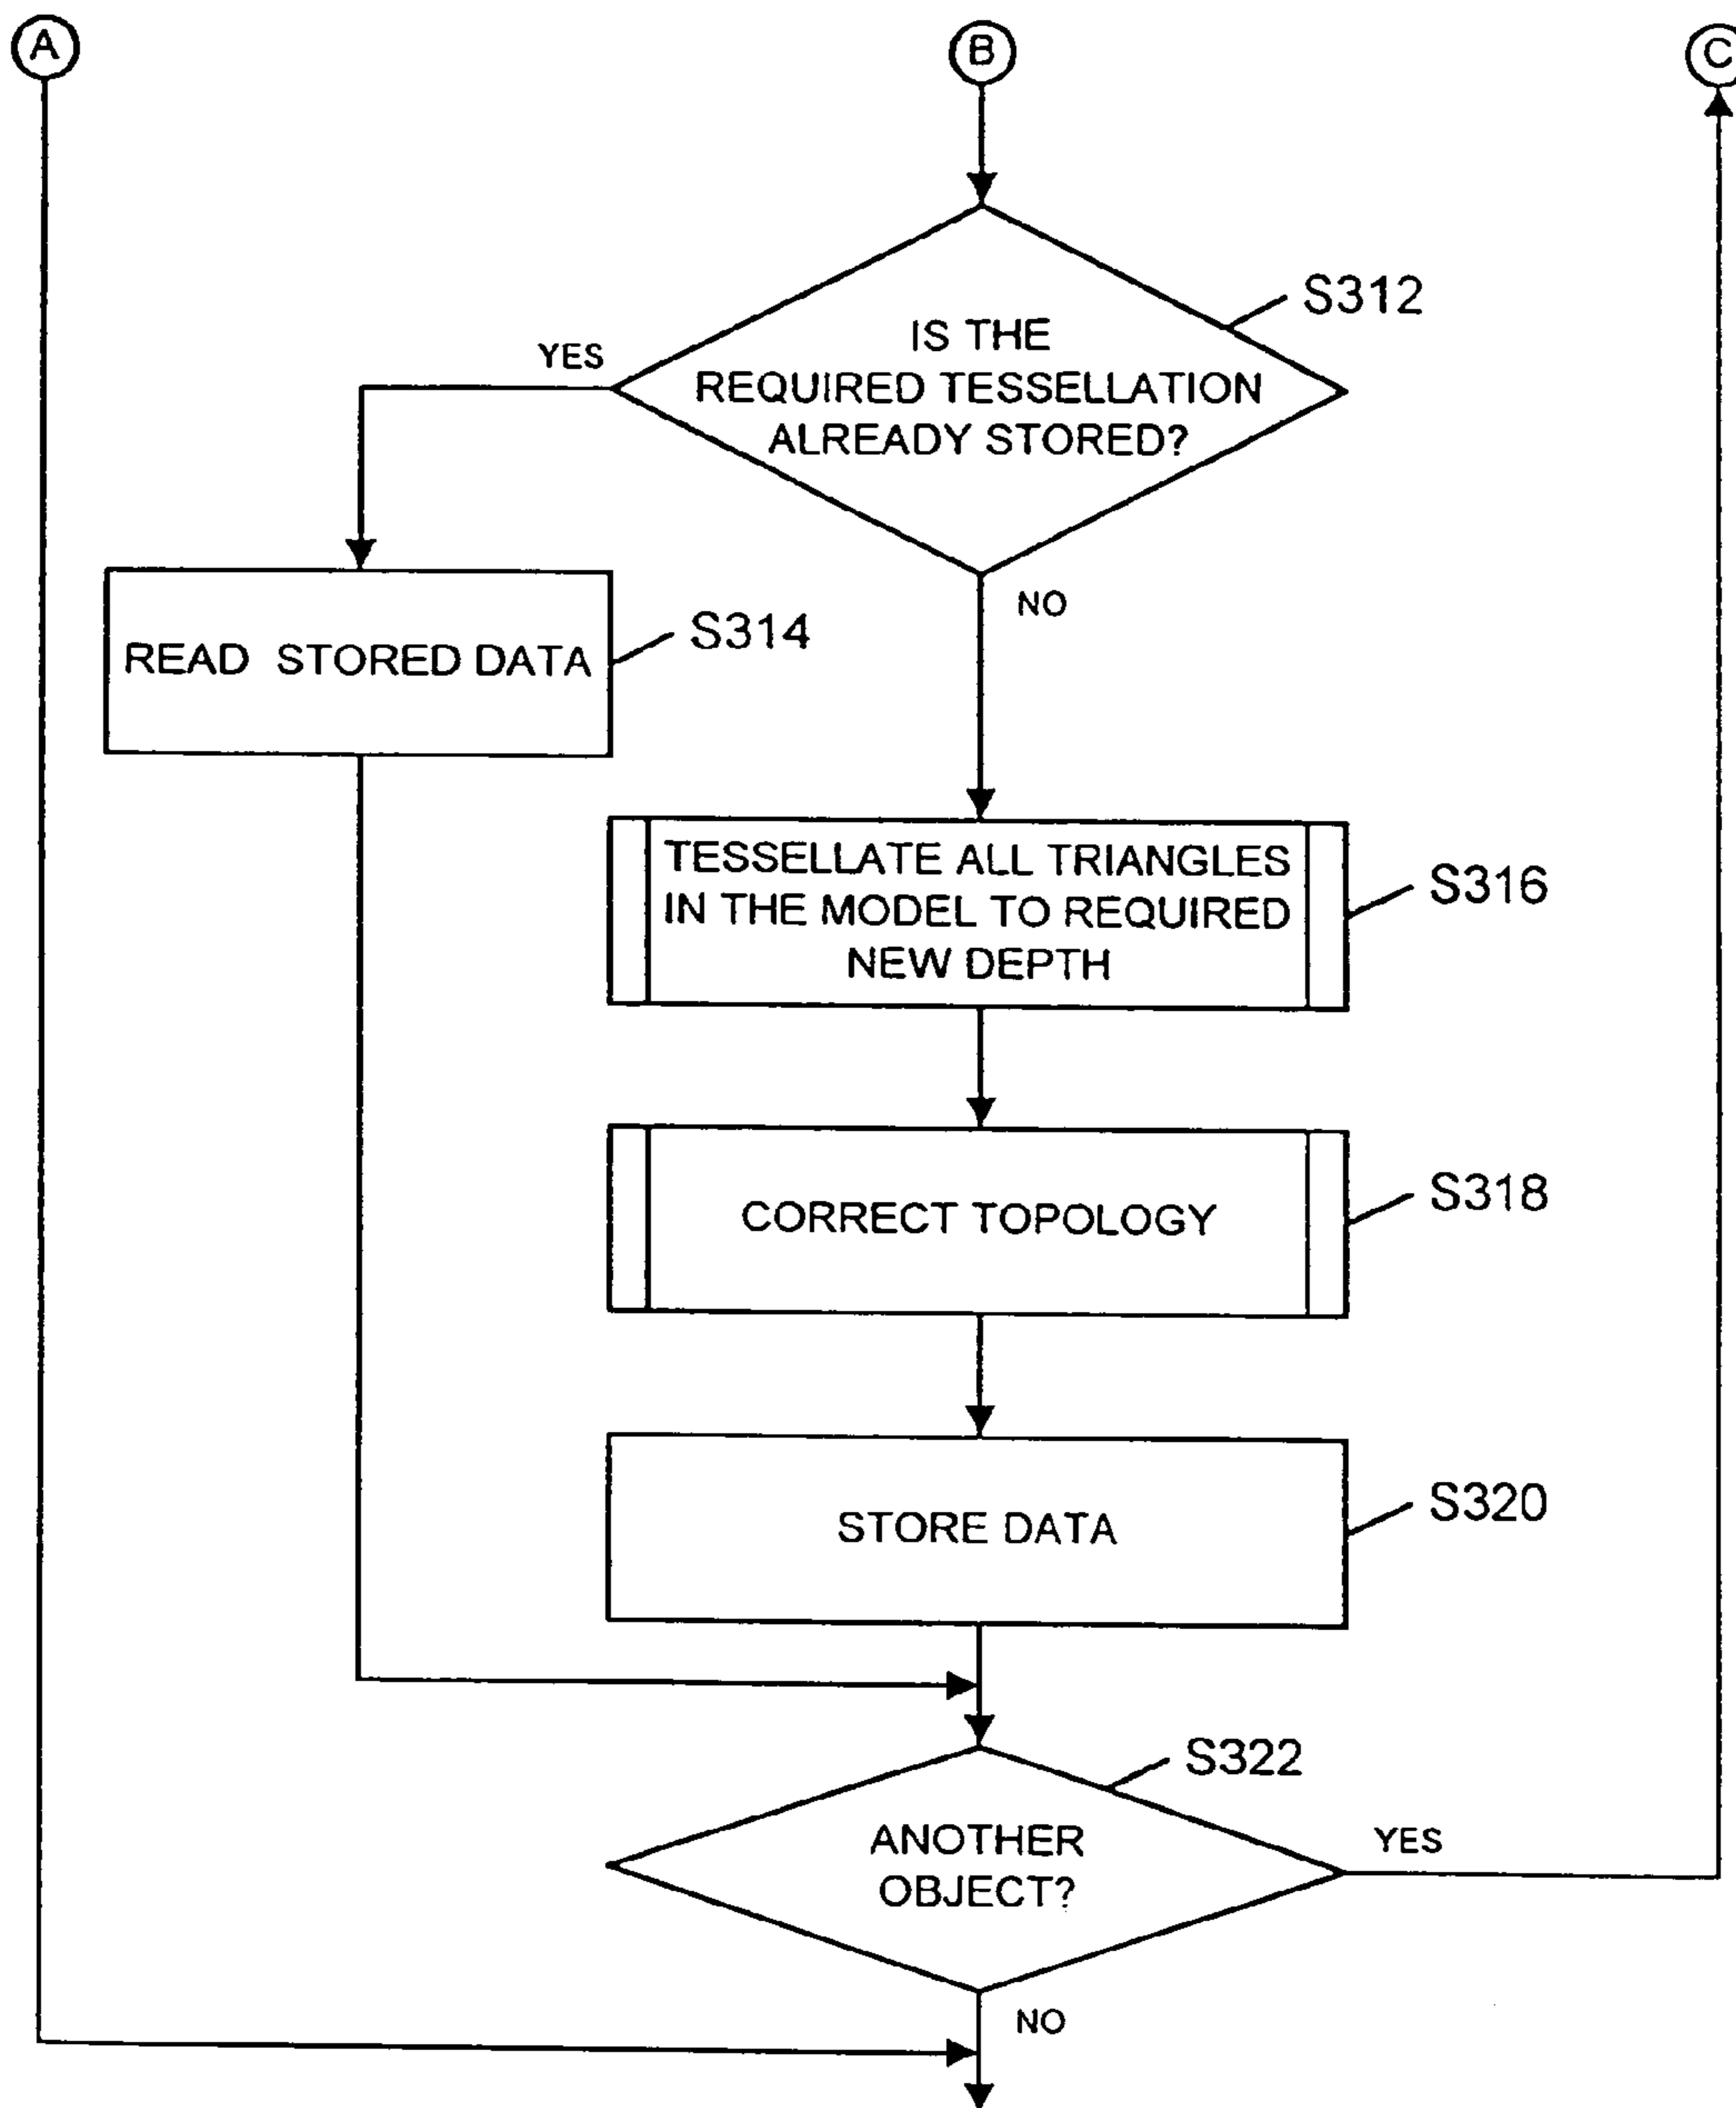 A
B
C
S312
IS THE
REQUIRED TESSELLATION
ALREADY STORED?
YES
NO
READ STORED DATA
S314
TESSELLATE ALL TRIANGLES
IN THE MODEL TO REQUIRED
NEW DEPTH
S316
CORRECT TOPOLOGY
S318
STORE DATA
S320
S322
ANOTHER
OBJECT?
YES
NO